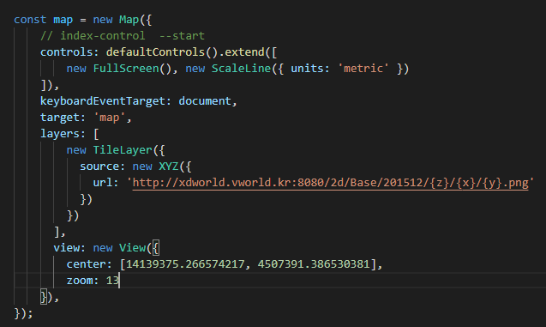 const map = new Map({
// index-control  --start
controls: defaultControls().extend([
new FullScreen(), new ScaleLine({ units: 'metric' })
]),
keyboardEventTarget: document,
target: 'map',
layers: [
new TileLayer({
source: new XYZ({
url: 'http://xdworld.vworld.kr:8080/2d/Base/201512/{z}/{x}/{y}.png'
})
})
],
view: new View({
center: [14139375.266574217, 4507391.386530381],
zoom: 13
}),
});